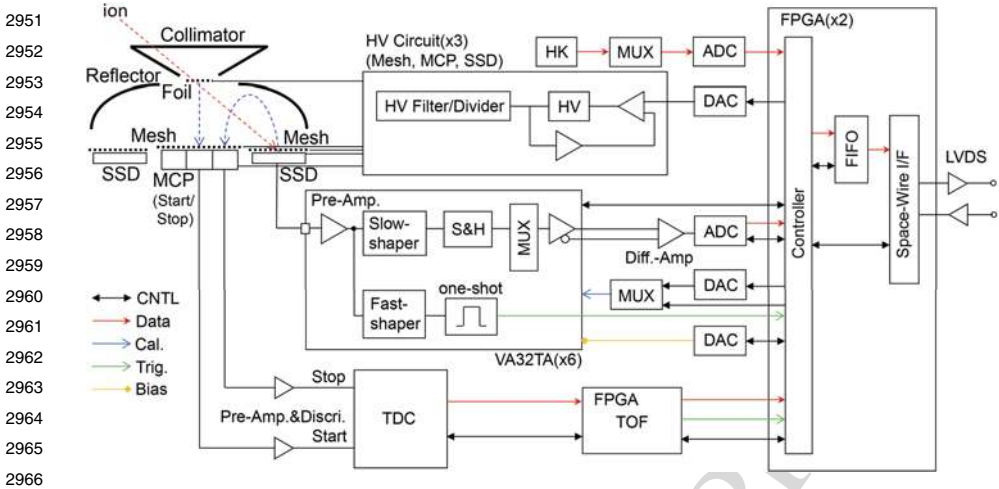 2951
2952
2953
2954
2955
2956
2957
2958
2959
2960
2961
2962
2963
2964
2965
2966
ion
Collimator
Reflector
Foil
Mesh
Mesh
SSD
MCP
(Start/
Stop)
SSD
HV Circuit(x3)
(Mesh, MCP, SSD)
HV Filter/Divider
HV
HK
MUX
ADC
DAC
FPGA(x2)
Controller
FIFO
Space-Wire I/F
LVDS
Pre-Amp.
Slow-
shaper
S&H
MUX
Diff.-Amp
ADC
Fast-
shaper
one-shot
MUX
DAC
DAC
VA32TA(x6)
CNTL
Data
Cal.
Trig.
Bias
Stop
Pre-Amp.&Discri.
Start
TDC
FPGA
TOF